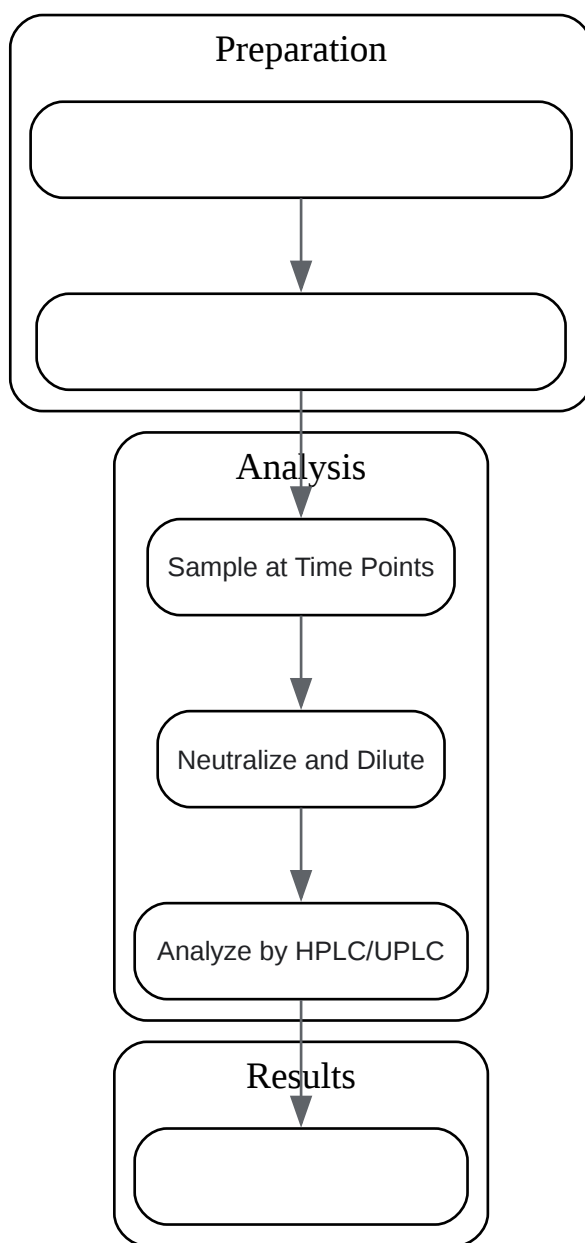 Preparation
Analysis
Sample at Time Points
Neutralize and Dilute
Analyze by HPLC/UPLC
Results